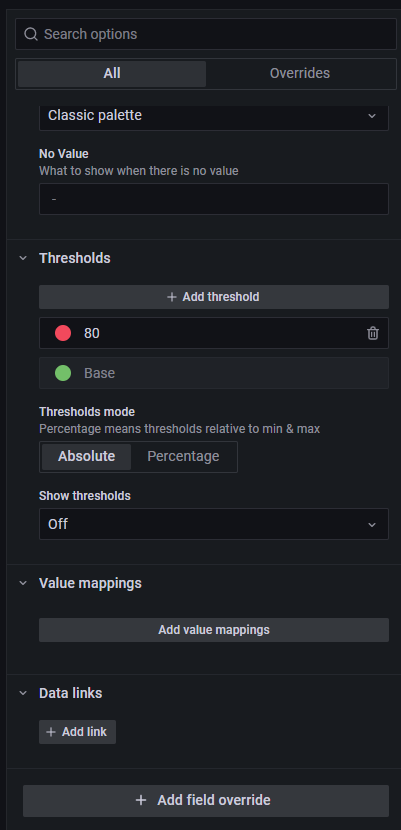 Search options
All
Overrides
Classic palette
No Value
What to show when there is no value
-
Thresholds
Add threshold
80
Base
Thresholds mode
Percentage means thresholds relative to min & max
Absolute
Percentage
Show thresholds
Off
Value mappings
Add value mappings
Data links
+ Add link
+ Add field override